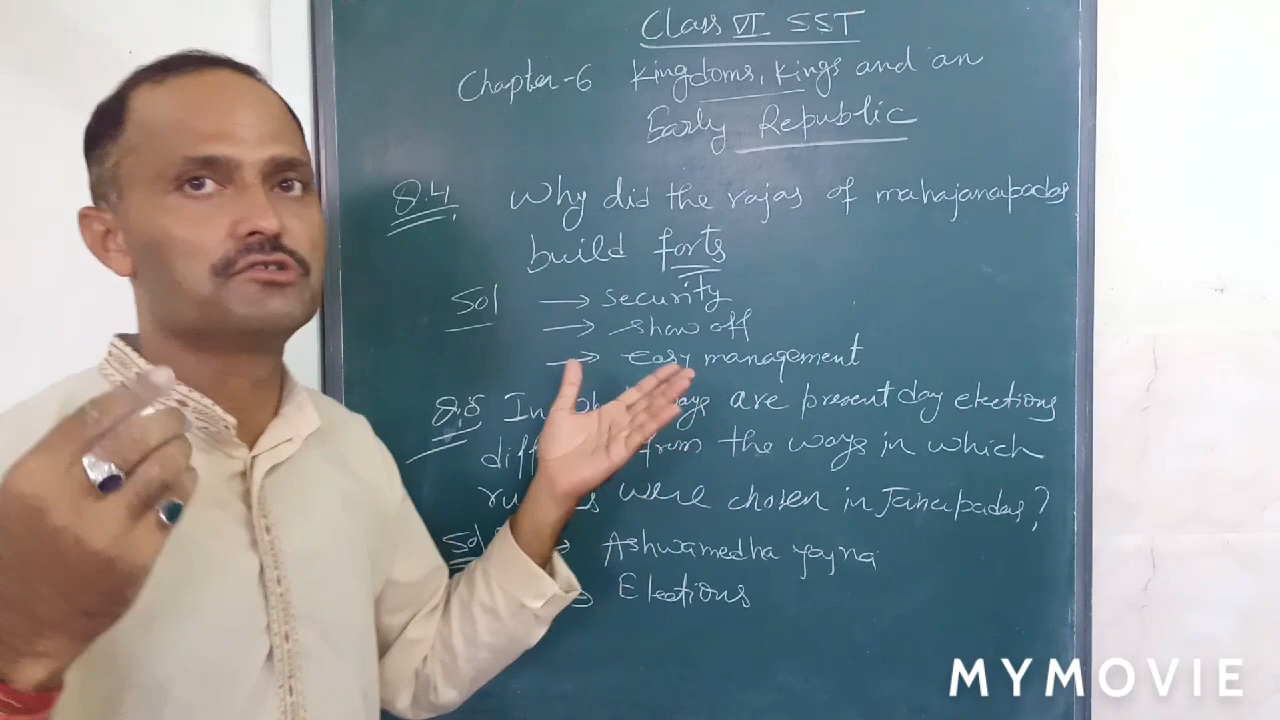 Class VI SST
Chapter-6 Kingdoms, Kings and an
Early Republic
Q.4 Why did the rajas of mahajanapadas
build forts
Sol → security
→ show off
→ easy management
Q.5 In ways are present day elections
from the ways in which
were chosen in Janapadas?
Sol → Ashwamedha yajna
Elections
MYMOVIE